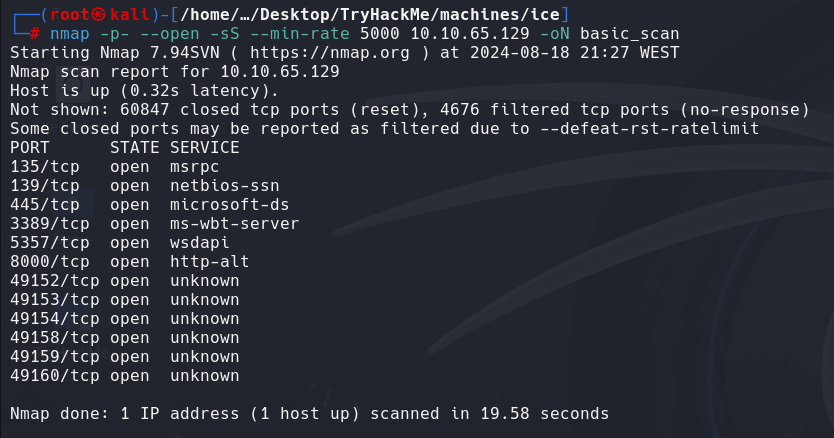 ┌──(root㉿kali)-[/home/…/Desktop/TryHackMe/machines/ice]
└─# nmap -p- --open -sS --min-rate 5000 10.10.65.129 -oN basic_scan
Starting Nmap 7.94SVN ( https://nmap.org ) at 2024-08-18 21:27 WEST
Nmap scan report for 10.10.65.129
Host is up (0.32s latency).
Not shown: 60847 closed tcp ports (reset), 4676 filtered tcp ports (no-response)
Some closed ports may be reported as filtered due to --defeat-rst-ratelimit
PORT      STATE SERVICE
135/tcp   open  msrpc
139/tcp   open  netbios-ssn
445/tcp   open  microsoft-ds
3389/tcp  open  ms-wbt-server
5357/tcp  open  wsdapi
8000/tcp  open  http-alt
49152/tcp open  unknown
49153/tcp open  unknown
49154/tcp open  unknown
49158/tcp open  unknown
49159/tcp open  unknown
49160/tcp open  unknown
Nmap done: 1 IP address (1 host up) scanned in 19.58 seconds